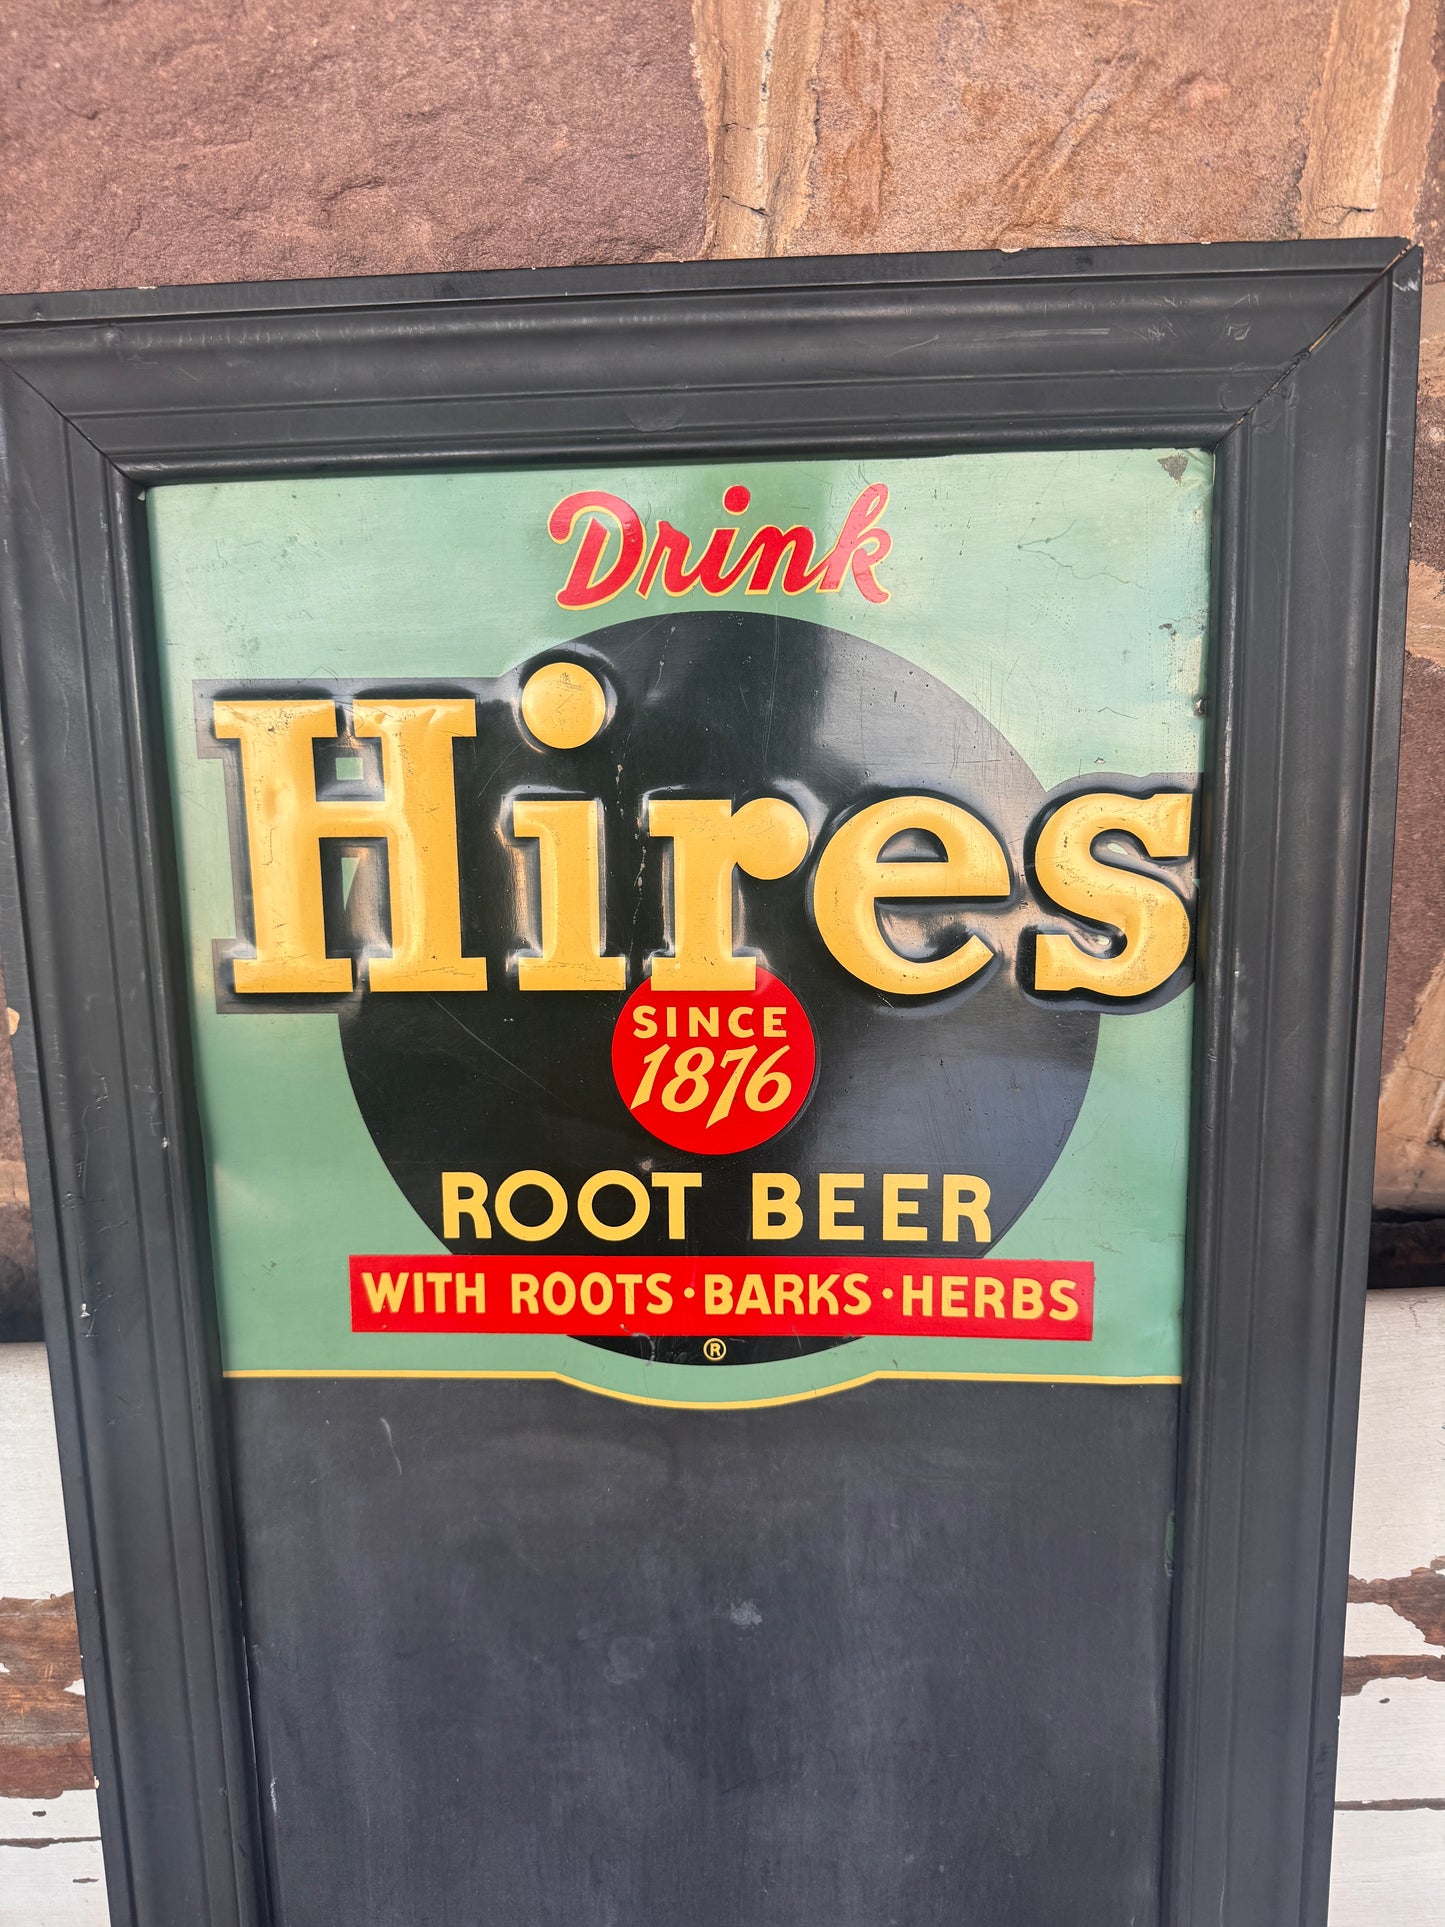 Drink
Hires
SINCE
1876
ROOT BEER
WITH ROOTS·BARKS·HERBS
®